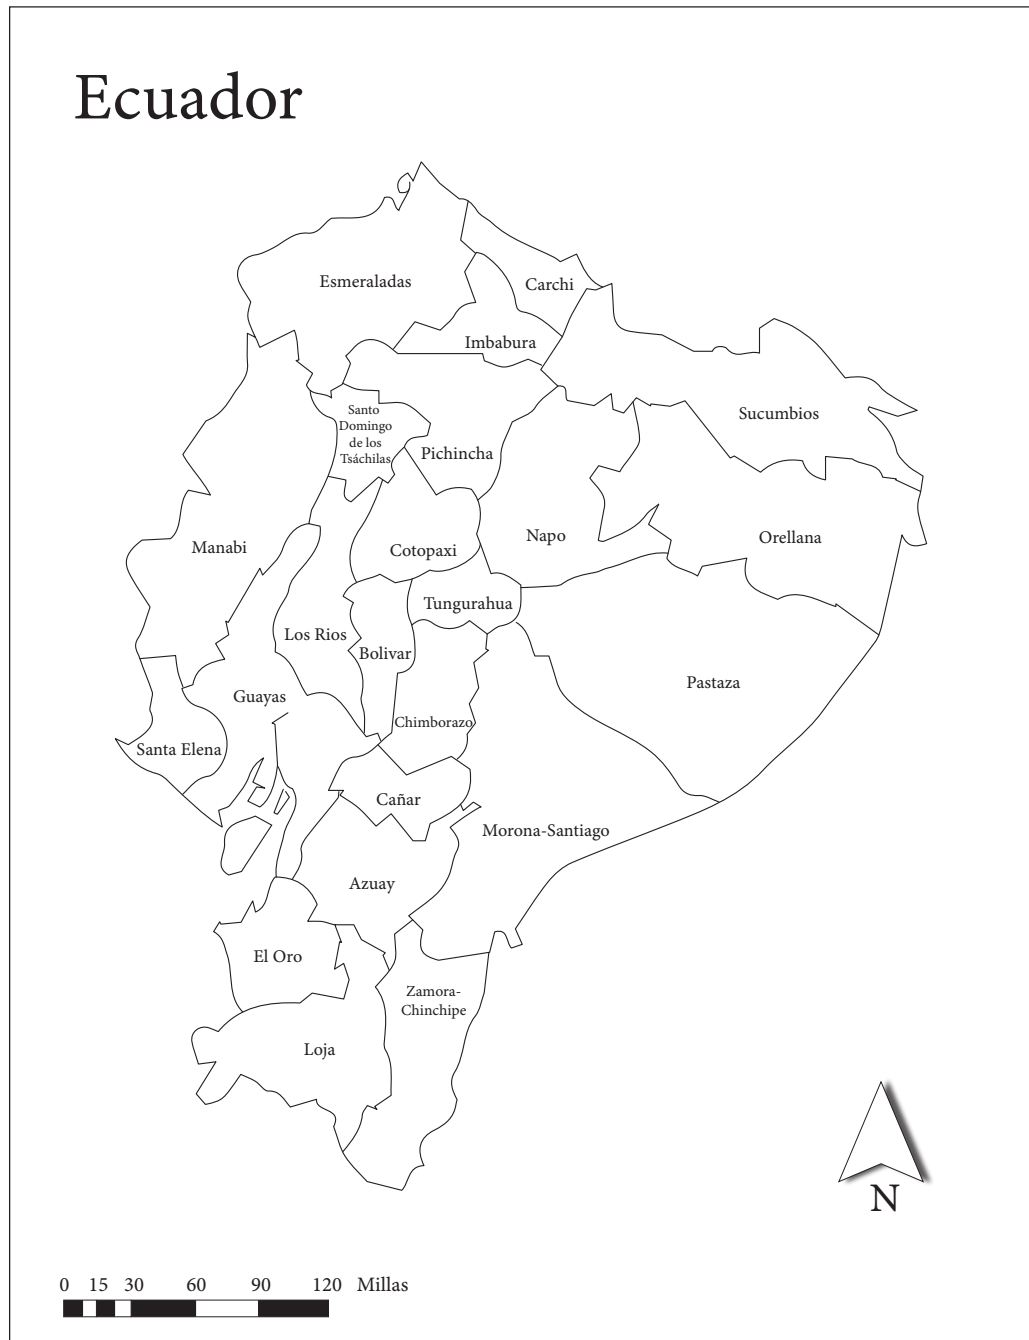 Ecuador
Esmeraladas
Carchi
Imbabura
Sucumbios
Santo
Domingo
de los
Tsáchilas
Pichincha
Manabi
Cotopaxi
Napo
Orellana
Tungurahua
Los Rios
Bolivar
Pastaza
Guayas
Chimborazo
Santa Elena
Cañar
Morona-Santiago
Azuay
El Oro
Zamora-
Chinchipe
Loja
N
0 15 30 60 90 120 Millas